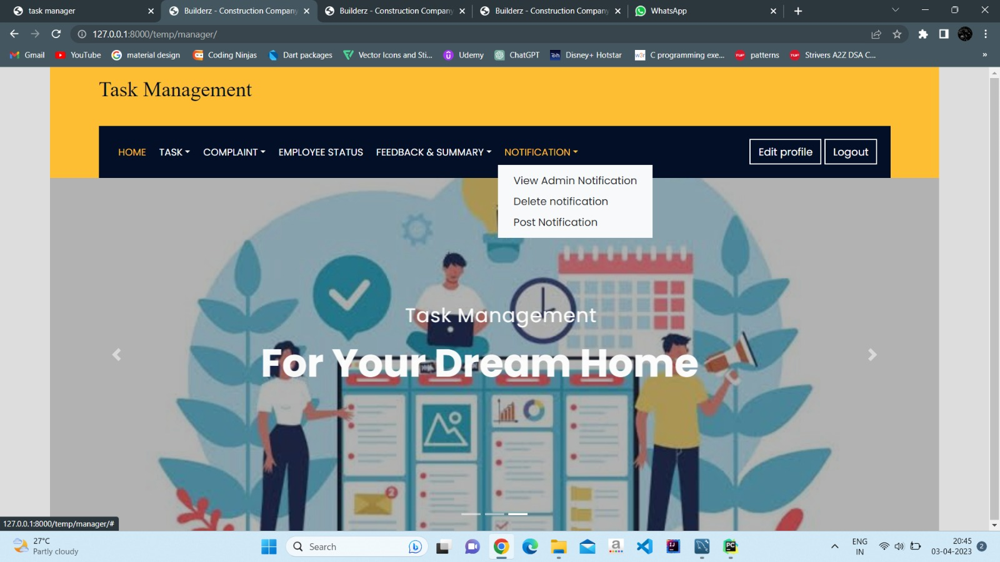 task manager
Builderz - Construction Company
Builderz - Construction Company
Builderz - Construction Company
WhatsApp
127.0.0.1:8000/temp/manager/
Gmail
YouTube
material design
Coding Ninjas
Dart packages
Vector Icons and Sti...
Udemy
ChatGPT
Disney+ Hotstar
C programming exe...
patterns
Strivers A2Z DSA C...
»
Task Management
HOME
TASK
COMPLAINT
EMPLOYEE STATUS
FEEDBACK & SUMMARY
NOTIFICATION
Edit profile
Logout
View Admin Notification
Delete notification
Post Notification
Task Management
For Your Dream Home
2
127.0.0.1:8000/temp/manager/#
27°C
Partly cloudy
Search
ENG
IN
20:45
03-04-2023
2